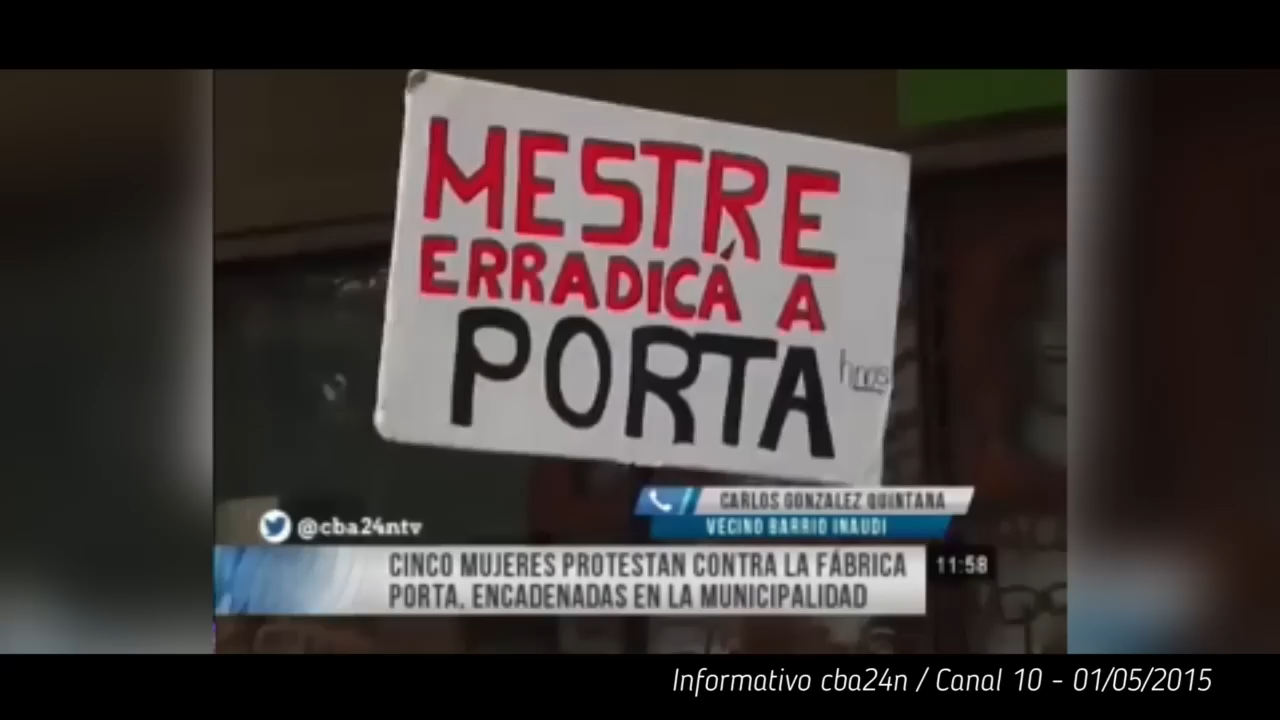 MESTRE
ERRADICÁ A
PORTA hnos
CARLOS GONZALEZ QUINTANA
VECINO BARRIO INAUDI
@cba24ntv
CINCO MUJERES PROTESTAN CONTRA LA FÁBRICA
PORTA, ENCADENADAS EN LA MUNICIPALIDAD
11:58
Informativo cba24n / Canal 10 - 01/05/2015